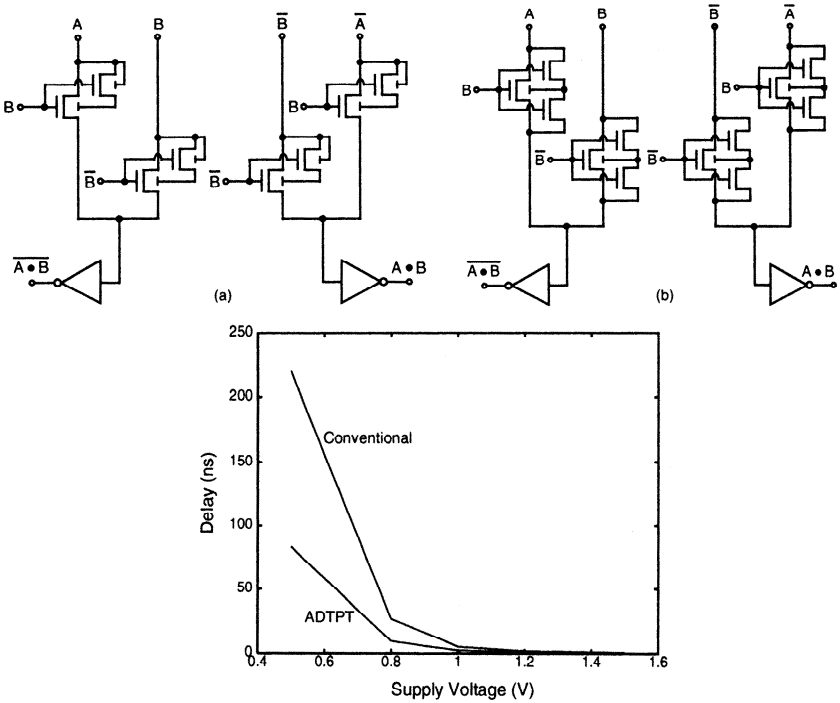 A B B̅ A̅ A B B̅ A̅
B B B B
B̅ B̅ B̅ B̅
A̅ ̅•̅ ̅B̅ A • B A̅ ̅•̅ ̅B̅ A • B
(a) (b)
250
200
150
100
50
0
Delay (ns)
Conventional
ADTPT
0.4 0.6 0.8 1 1.2 1.4 1.6
Supply Voltage (V)